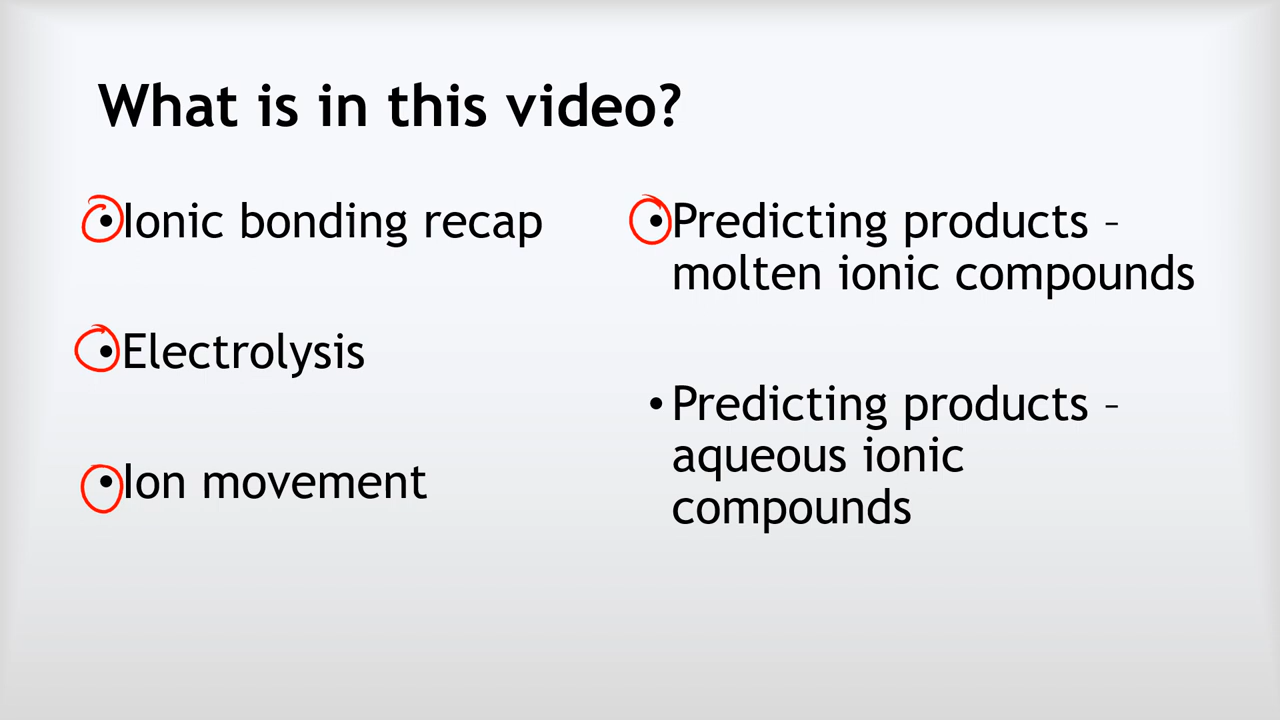 What is in this video?
•Ionic bonding recap
•Electrolysis
•Ion movement
•Predicting products –
molten ionic compounds
•Predicting products –
aqueous ionic
compounds